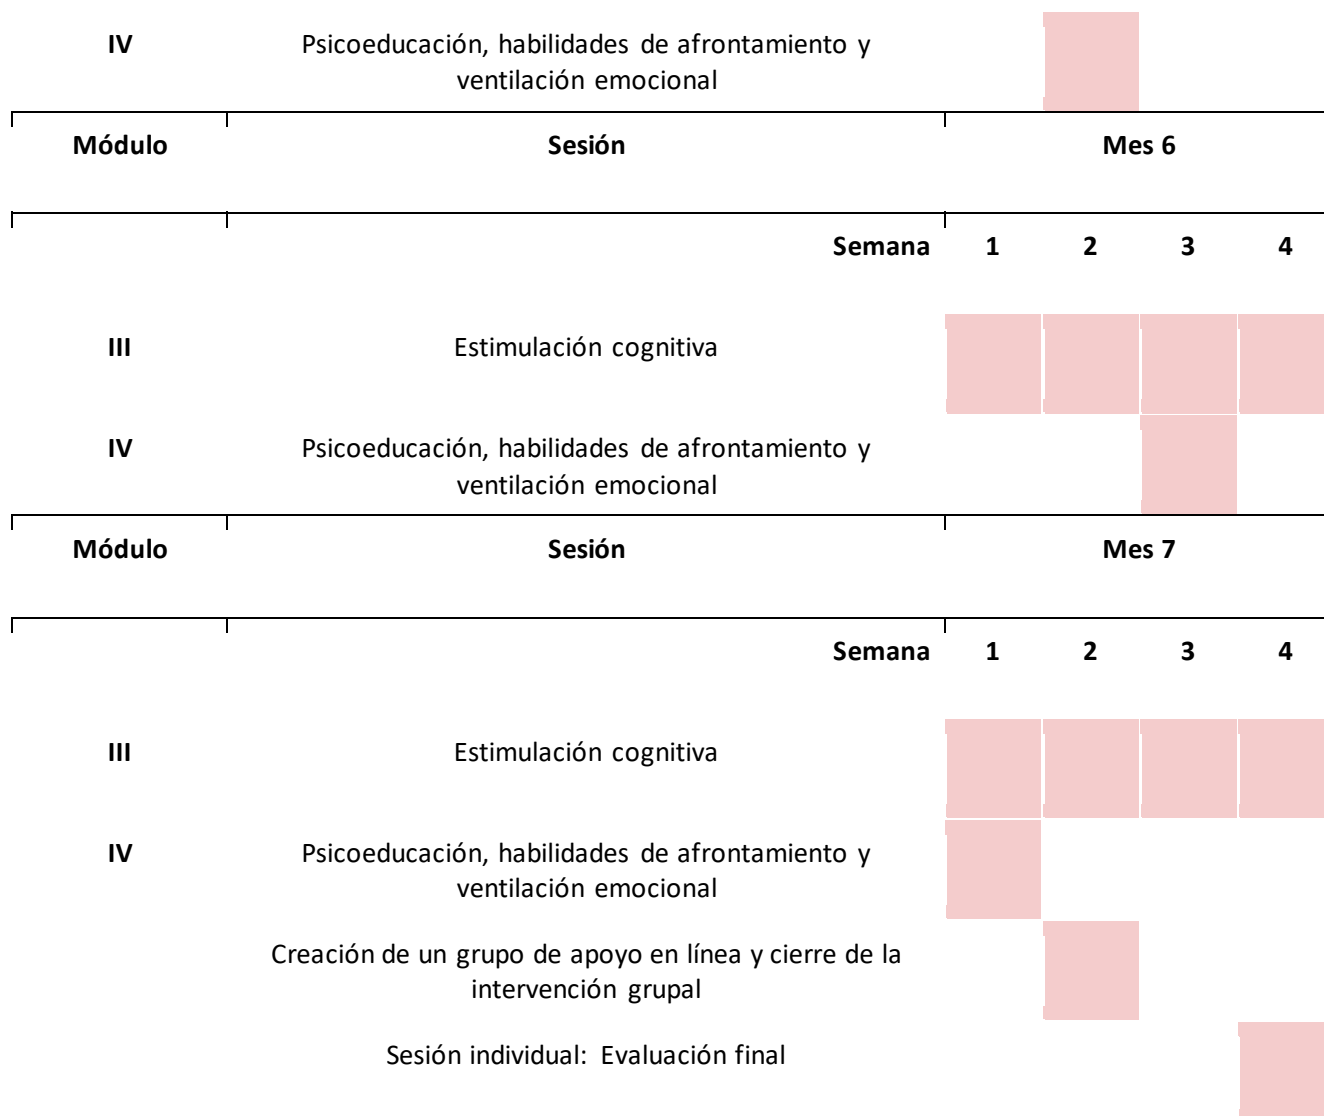 IV Psicoeducación, habilidades de afrontamiento y
ventilación emocional
Módulo Sesión Mes 6
Semana 1 2 3 4
III Estimulación cognitiva
IV Psicoeducación, habilidades de afrontamiento y
ventilación emocional
Módulo Sesión Mes 7
Semana 1 2 3 4
III Estimulación cognitiva
IV Psicoeducación, habilidades de afrontamiento y
ventilación emocional
Creación de un grupo de apoyo en línea y cierre de la
intervención grupal
Sesión individual: Evaluación final